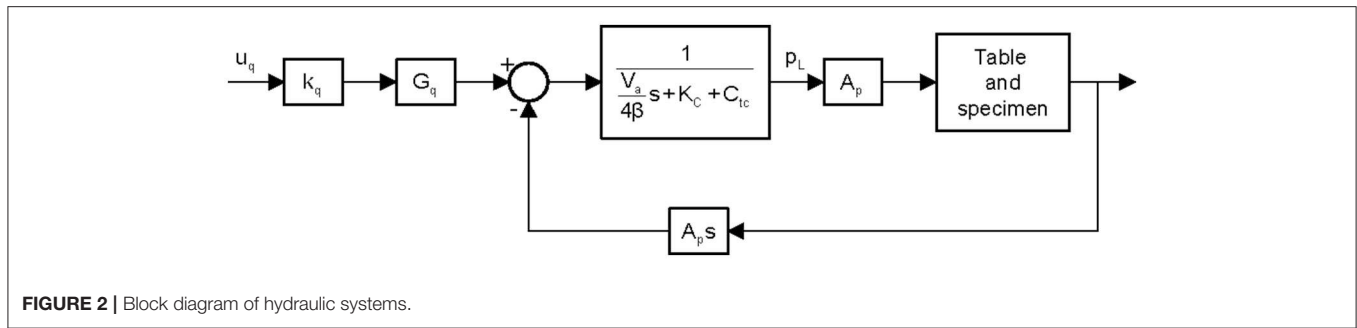 u_q
k_q
G_q
+
-
1
V_a
4β
s+K_C+C_tc
p_L
A_p
Table
and
specimen
A_p s
FIGURE 2 | Block diagram of hydraulic systems.